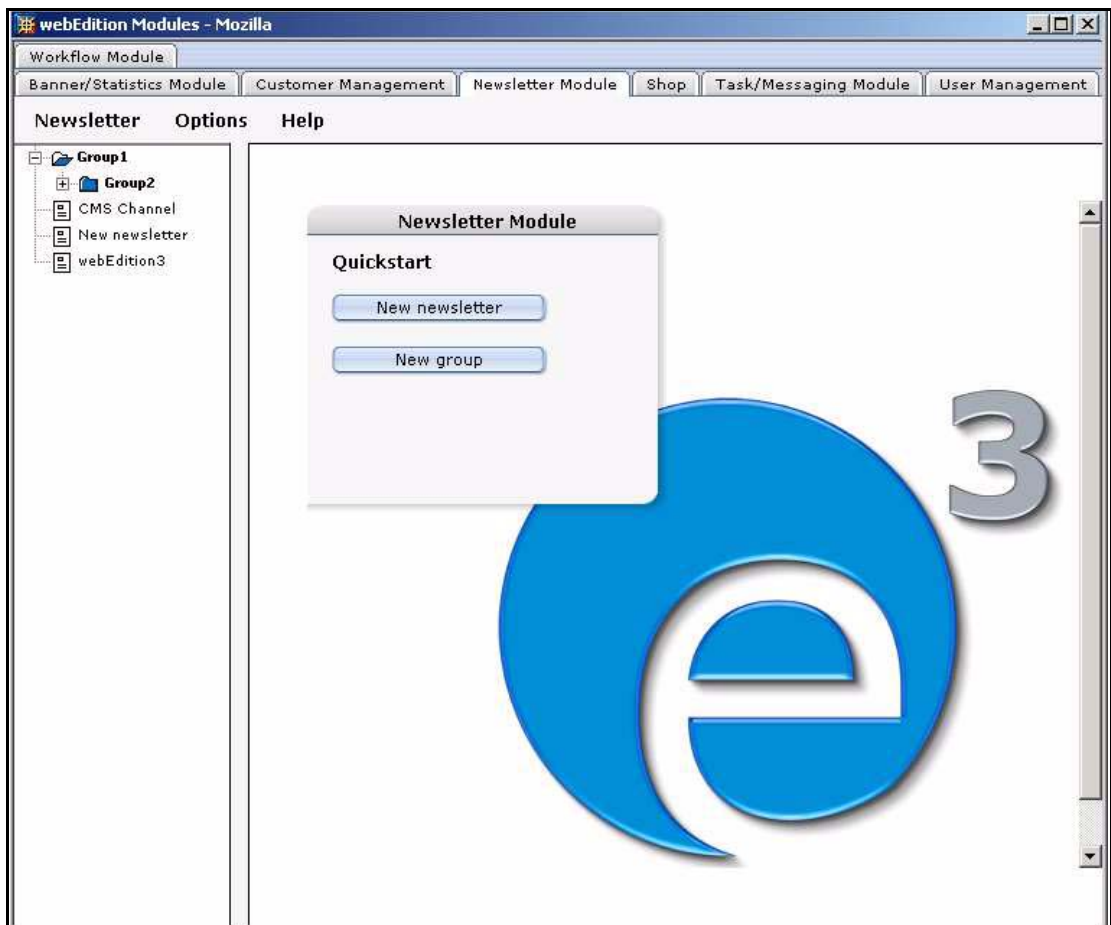 webEdition Modules - Mozilla
Workflow Module
Banner/Statistics Module Customer Management Newsletter Module Shop Task/Messaging Module User Management
Newsletter Options Help
Group1
Group2
CMS Channel
New newsletter
webEdition3
Newsletter Module
Quickstart
New newsletter
New group
3
e